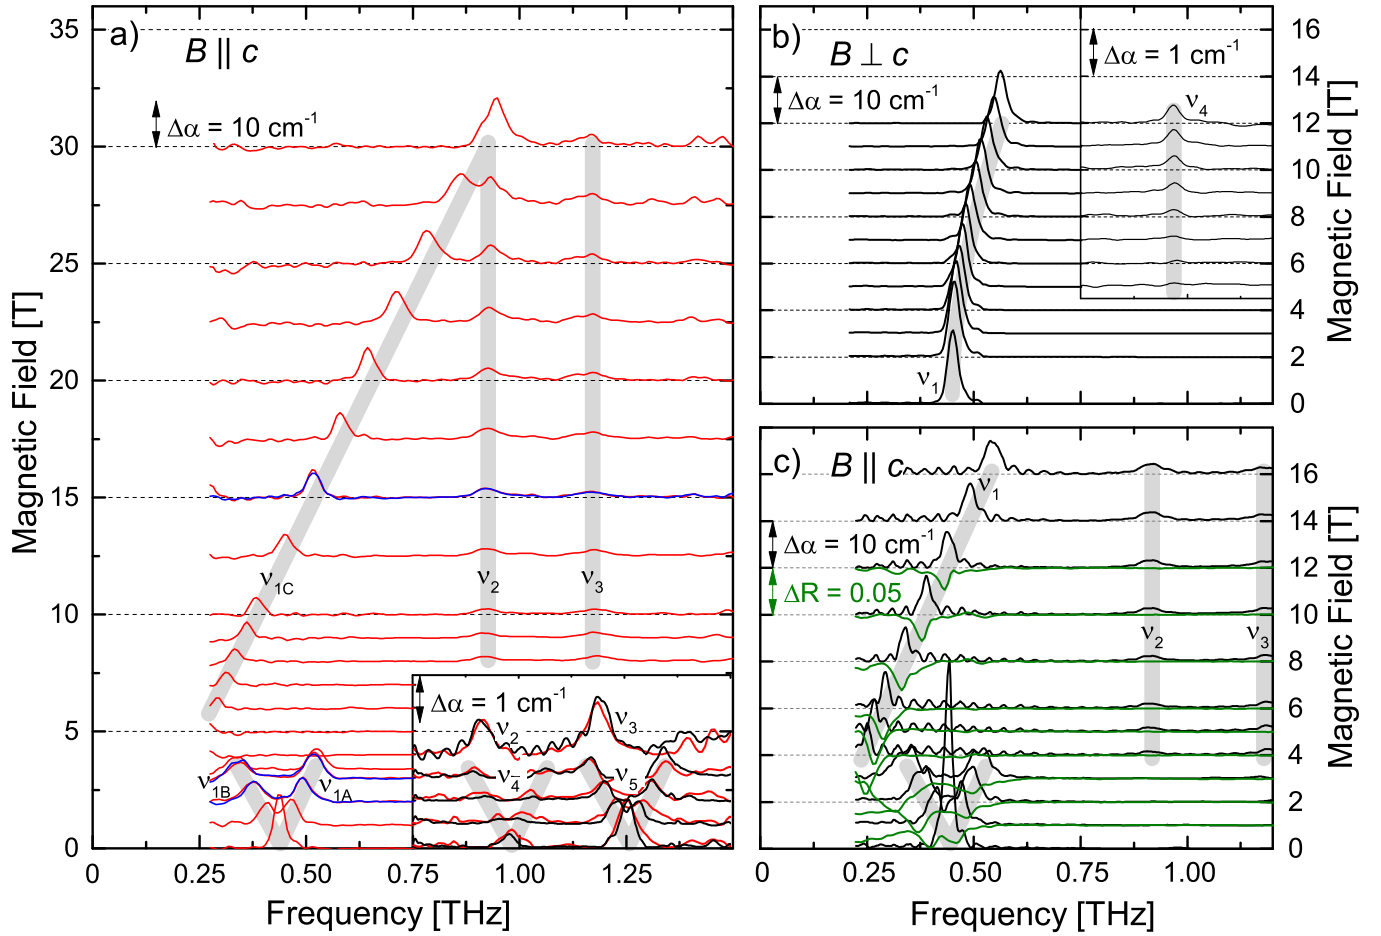 a)
B ∥ c
Δα = 10 cm⁻¹
ν1C
ν2
ν3
ν1B
ν1A
Δα = 1 cm⁻¹
ν2
ν3
ν4̅
ν5
35
30
25
20
15
10
5
0
Magnetic Field [T]
0
0.25
0.50
0.75
1.00
1.25
Frequency [THz]
b)
B ⊥ c
Δα = 10 cm⁻¹
Δα = 1 cm⁻¹
ν4
ν1
16
14
12
10
8
6
4
2
0
Magnetic Field [T]
c)
B ∥ c
ν1
Δα = 10 cm⁻¹
ΔR = 0.05
ν2
ν3
16
14
12
10
8
6
4
2
0
Magnetic Field [T]
0
0.25
0.50
0.75
1.00
Frequency [THz]